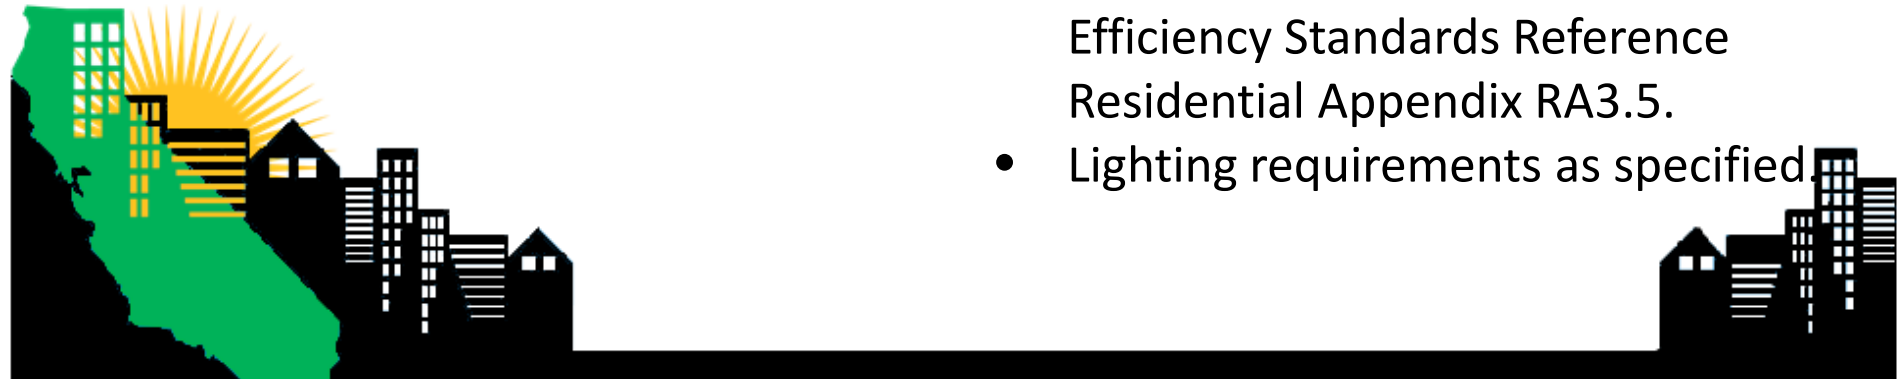 Efficiency Standards Reference
Residential Appendix RA3.5.
• Lighting requirements as specified.